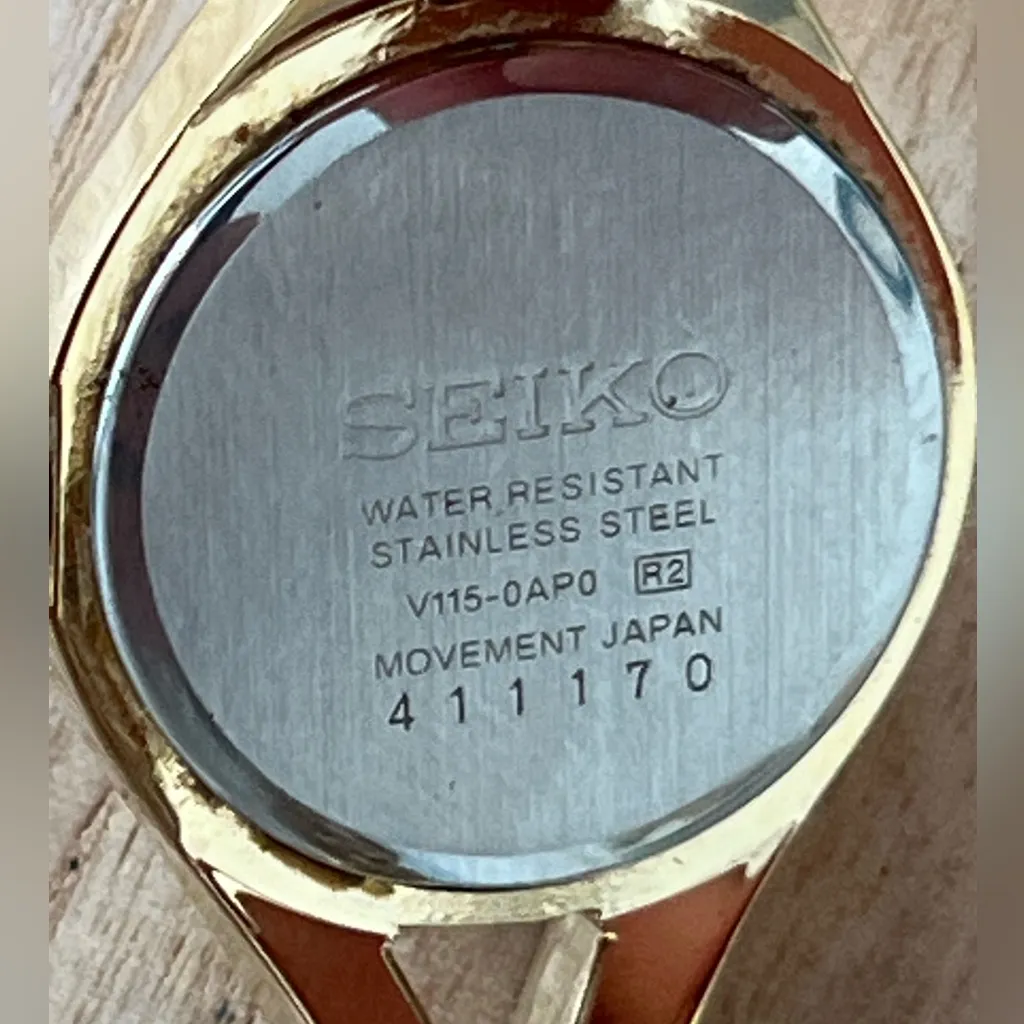 SEIKO
WATER RESISTANT
STAINLESS STEEL
V115-0AP0 R2
MOVEMENT JAPAN
411170